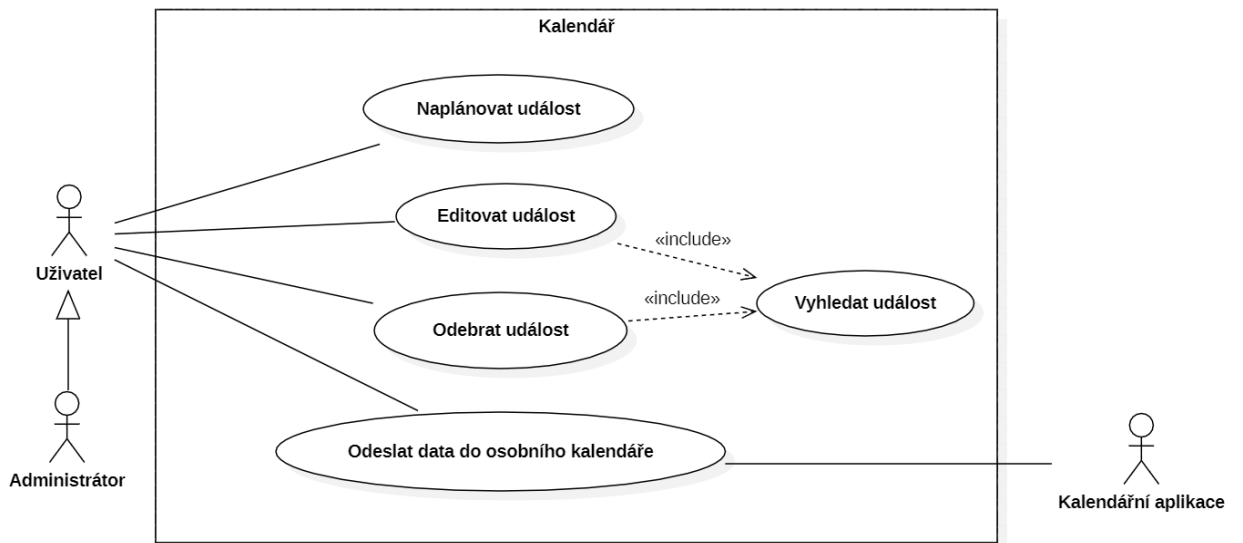 Kalendář
Naplánovat událost
Editovat událost
«include»
Uživatel
«include»
Vyhledat událost
Odebrat událost
Odeslat data do osobního kalendáře
Administrátor
Kalendářní aplikace